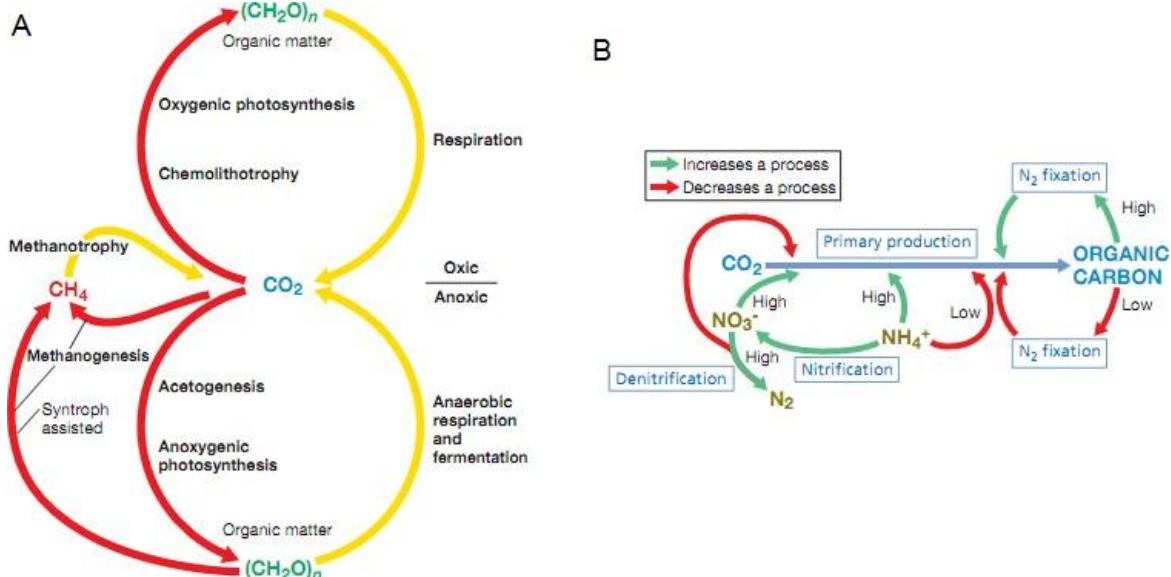 A
(CH2O)n
Organic matter
Oxygenic photosynthesis
Respiration
Chemolithotrophy
Methanotrophy
CH4
CO2
Oxic
Anoxic
Methanogenesis
Syntroph
assisted
Acetogenesis
Anoxygenic
photosynthesis
Anaerobic
respiration
and
fermentation
Organic matter
(CH2O)n
B
Increases a process
Decreases a process
N2 fixation
High
Primary production
CO2
ORGANIC
CARBON
High
High
Low
Low
NO3-
NH4+
N2 fixation
High
Nitrification
Denitrification
N2